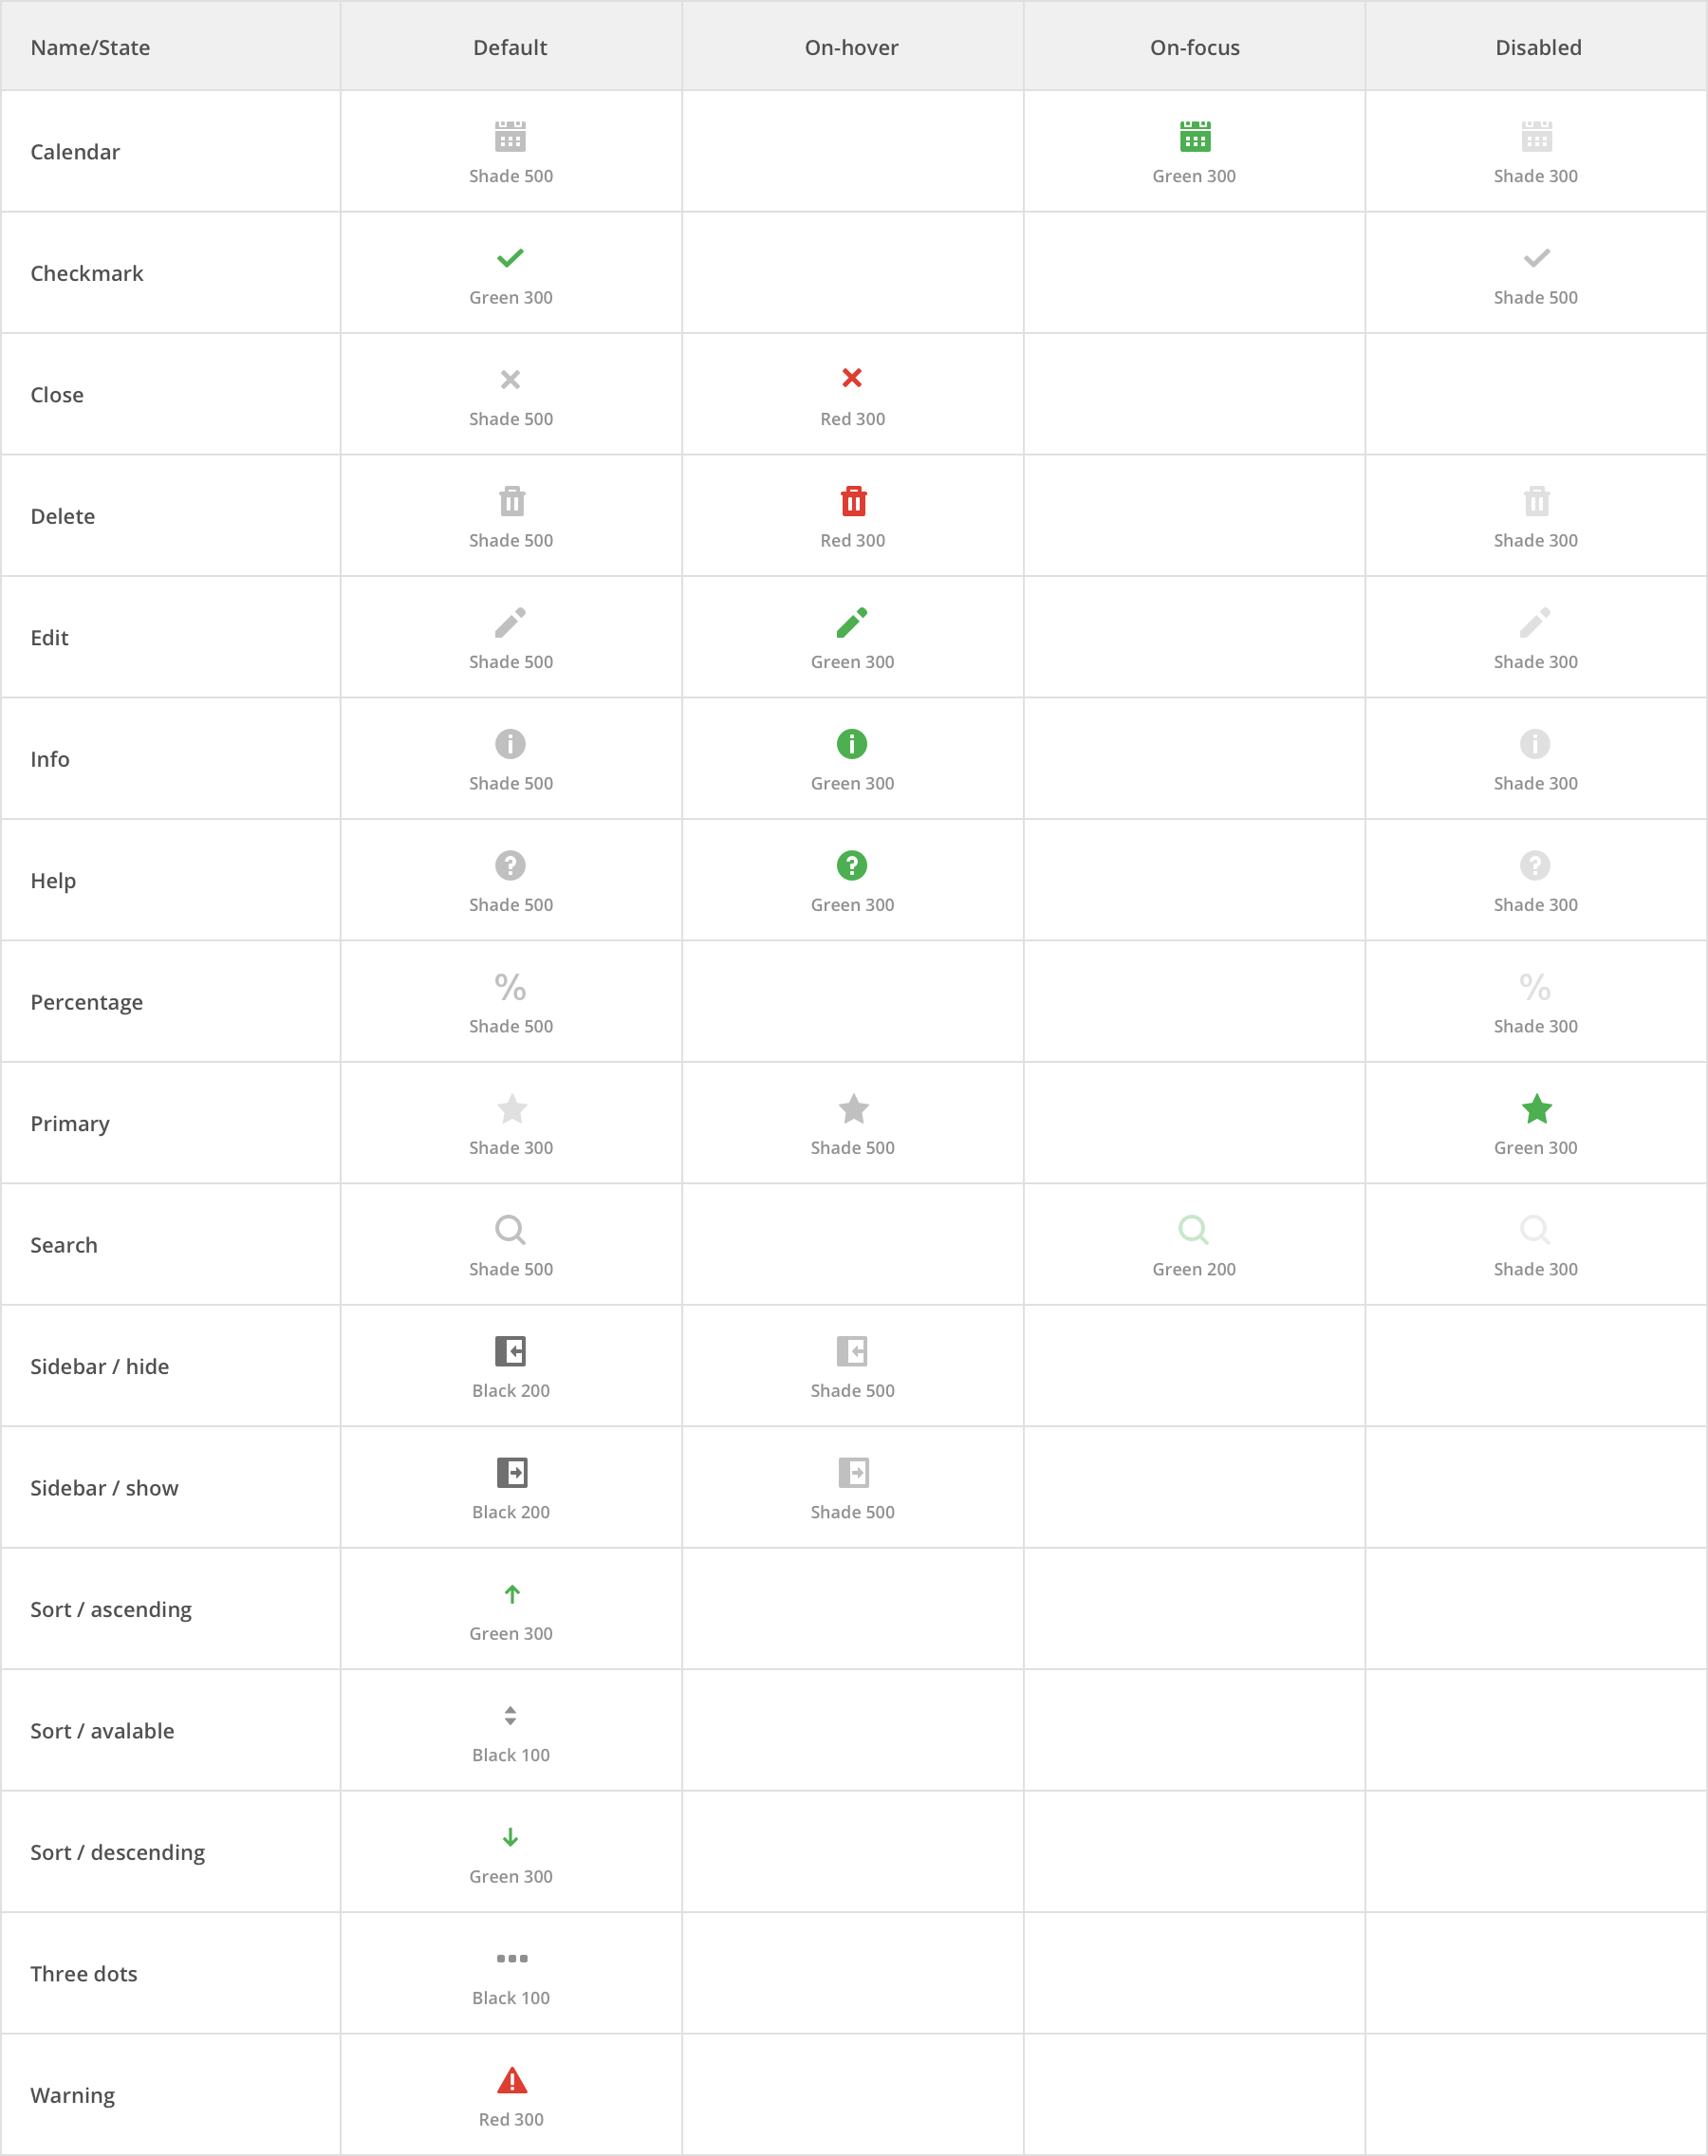 Name/State Default On-hover On-focus Disabled
Calendar
Shade 500 Green 300 Shade 300
Checkmark
Green 300 Shade 500
Close
Shade 500 Red 300
Delete
Shade 500 Red 300 Shade 300
Edit
Shade 500 Green 300 Shade 300
Info
Shade 500 Green 300 Shade 300
Help
Shade 500 Green 300 Shade 300
%  %
Percentage
Shade 500 Shade 300
Primary
Shade 300 Shade 500 Green 300
Search
Shade 500 Green 200 Shade 300
Sidebar / hide
Black 200 Shade 500
Sidebar / show
Black 200 Shade 500
Sort / ascending
Green 300
Sort / avalable
Black 100
Sort / descending
Green 300
Three dots
Black 100
Warning
Red 300